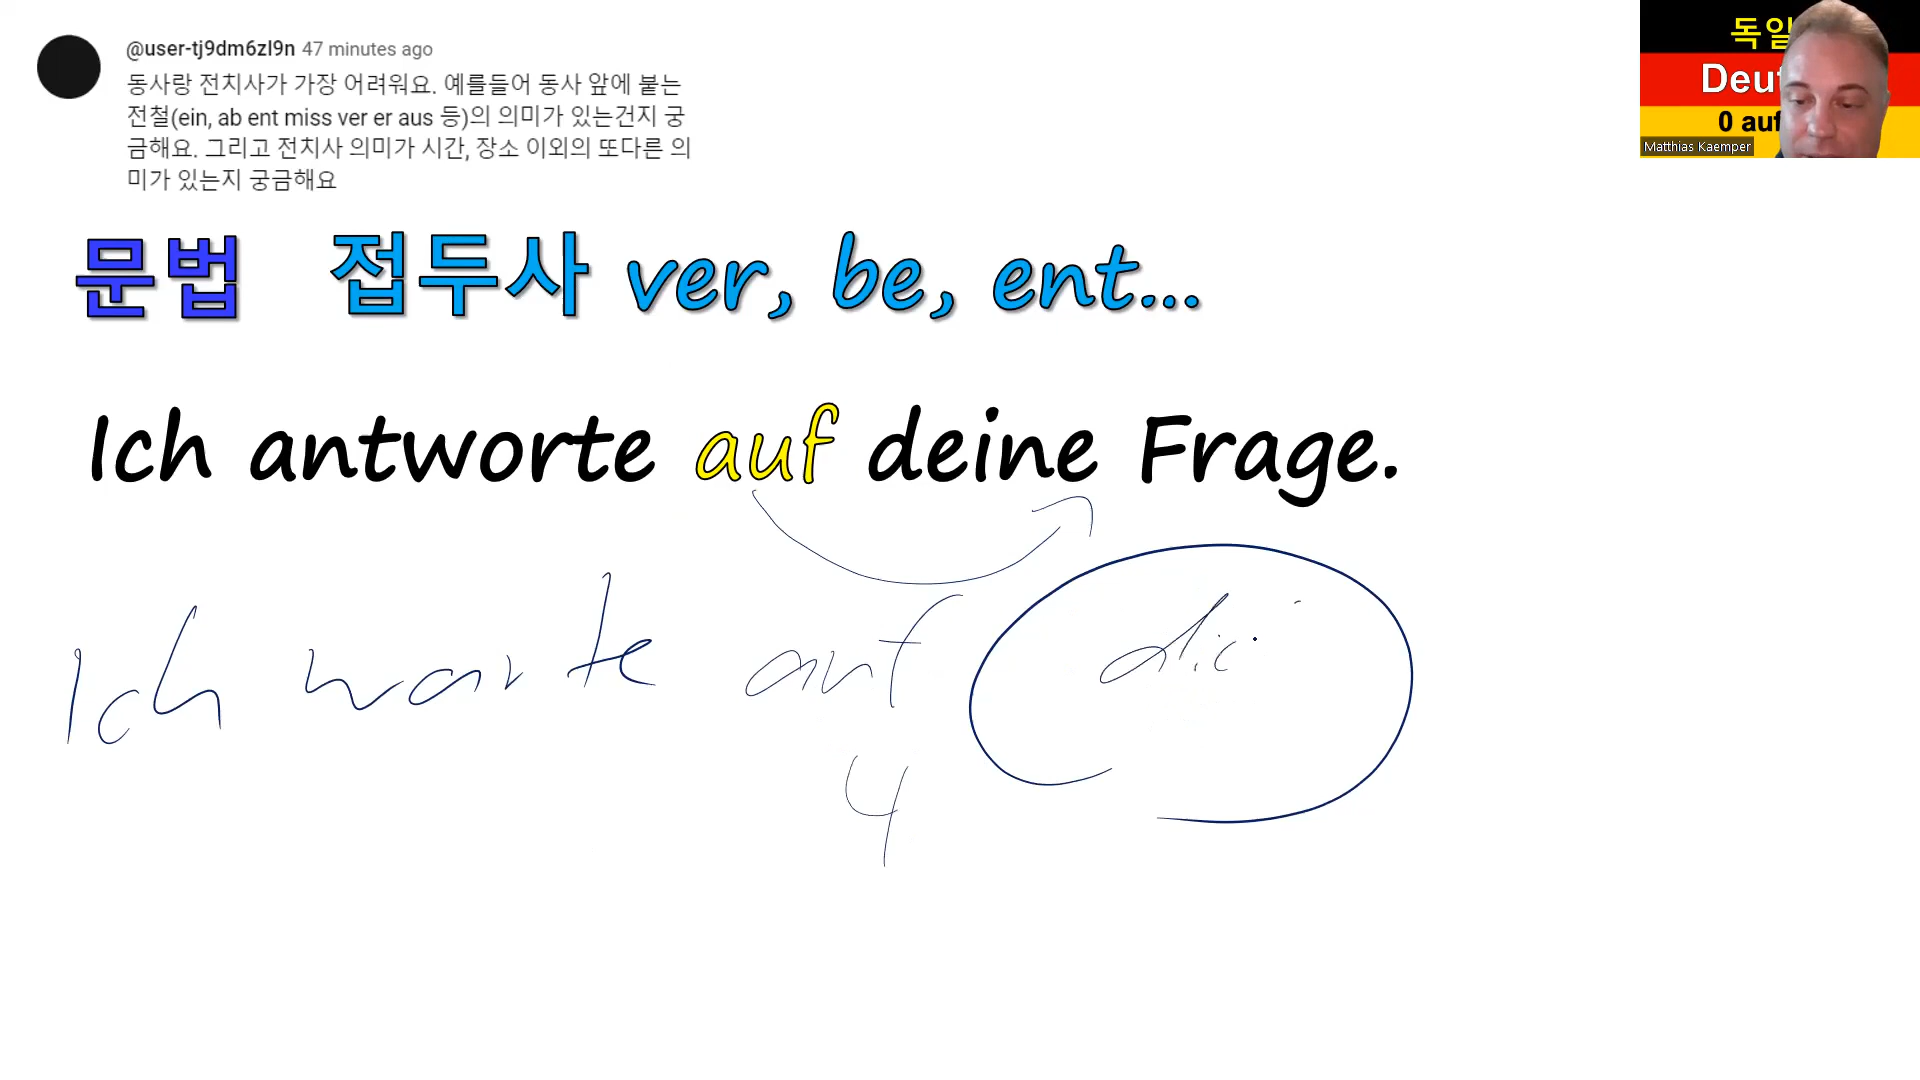 @user-tj9dm6zl9n 47 minutes ago
동사랑 전치사가 가장 어려워요. 예를들어 동사 앞에 붙는
전철(ein, ab ent miss ver er aus 등)의 의미가 있는건지 궁
금해요. 그리고 전치사 의미가 시간, 장소 이외의 또다른 의
미가 있는지 궁금해요
독일
Deut
0 auf
Matthias Kaemper
문법 접두사 ver, be, ent...
Ich antworte auf deine Frage.
Ich warte auf dic
4